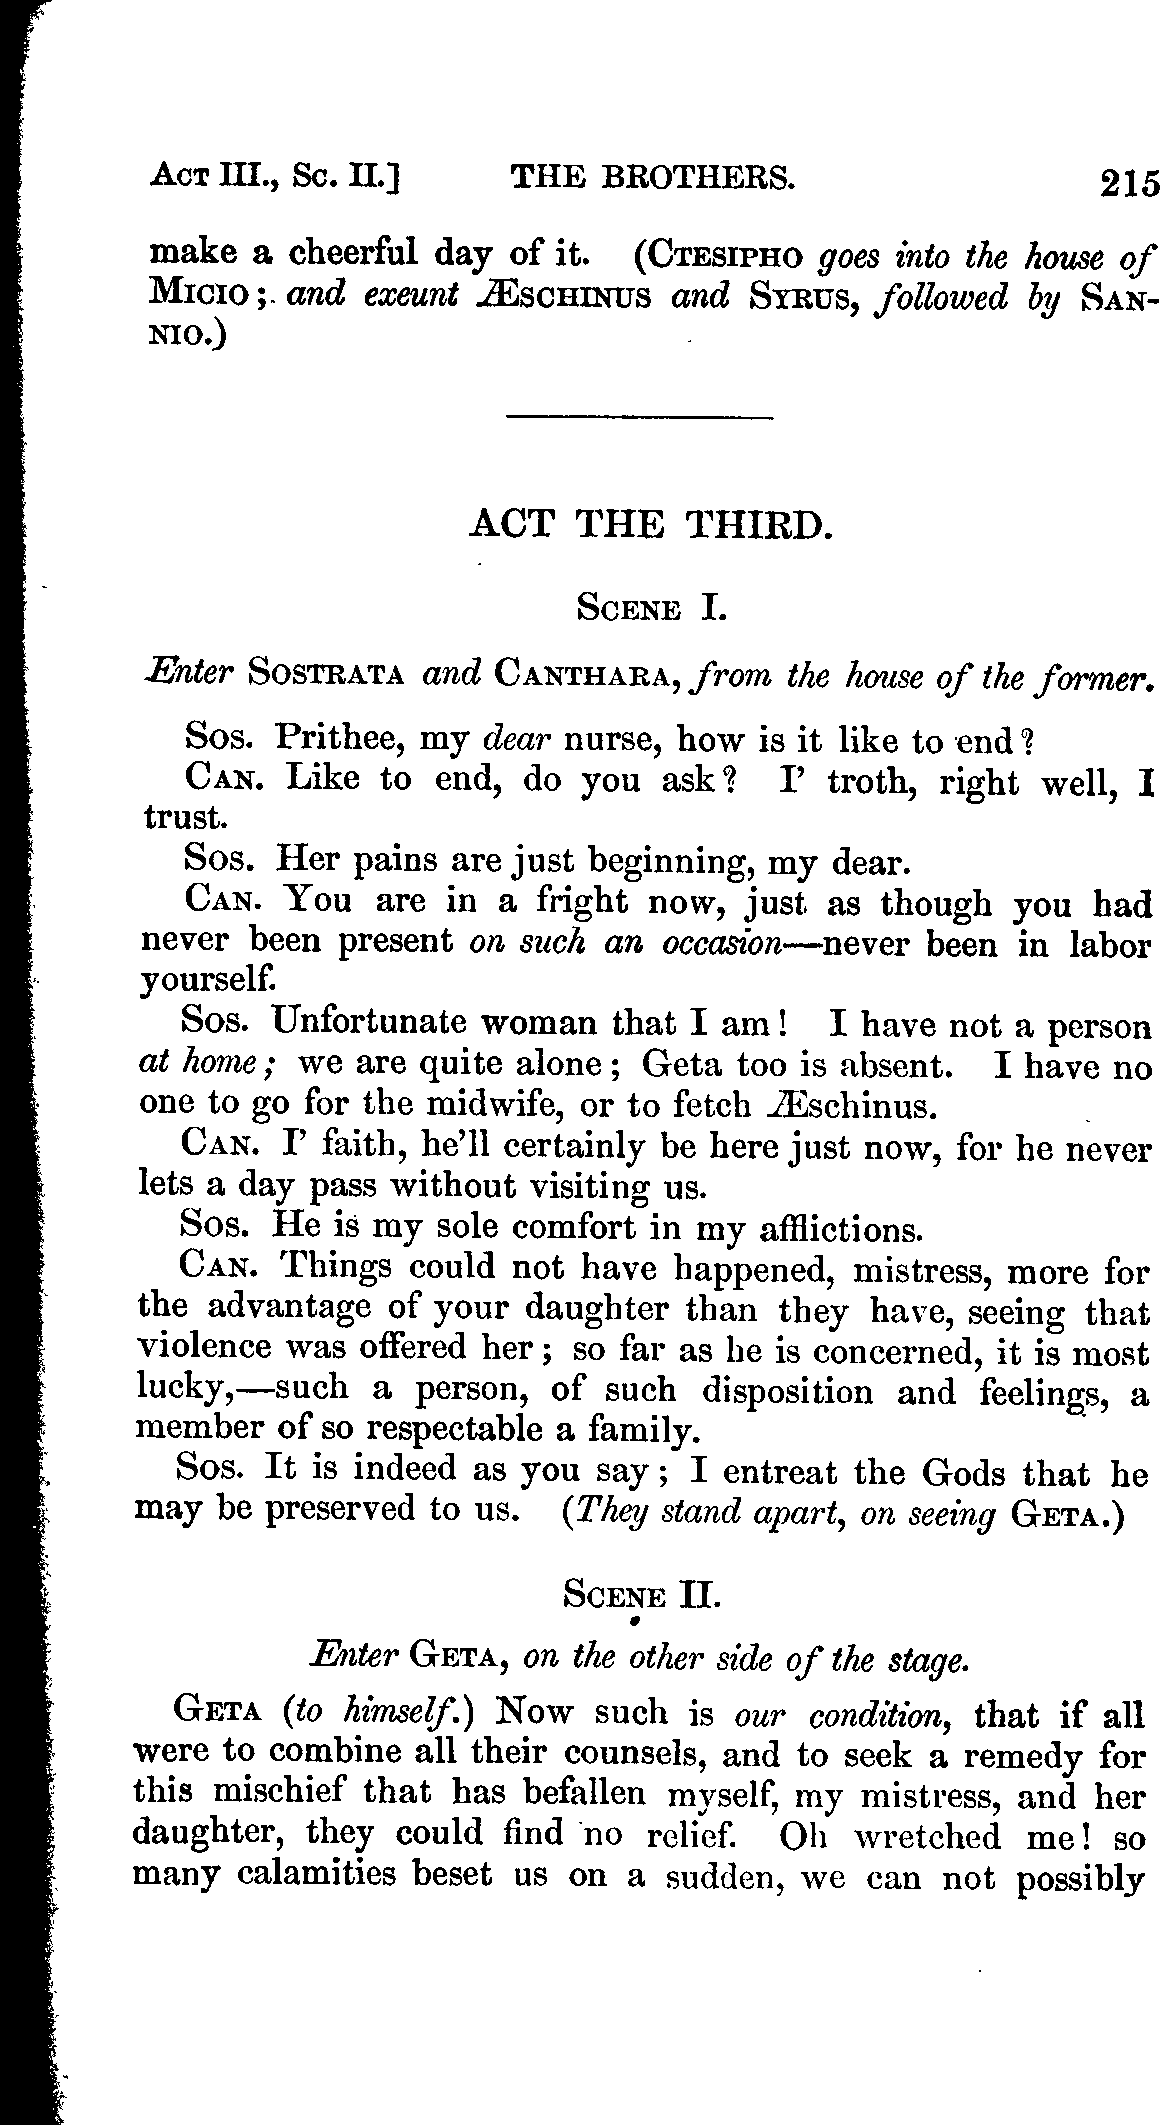 ACT III., SC. II.] THE BROTHERS. 215
make a cheerful day of it. (CTESIPHO goes into the house of
MICIO; and exeunt ÆSCHINUS and SYRUS, followed by SAN-
NIO.)
ACT THE THIRD.
SCENE I.
Enter SOSTRATA and CANTHARA, from the house of the former.
SOS. Prithee, my dear nurse, how is it like to end?
CAN. Like to end, do you ask? I' troth, right well, I
trust.
SOS. Her pains are just beginning, my dear.
CAN. You are in a fright now, just as though you had
never been present on such an occasion—never been in labor
yourself.
SOS. Unfortunate woman that I am! I have not a person
at home; we are quite alone; Geta too is absent. I have no
one to go for the midwife, or to fetch Æschinus.
CAN. I' faith, he'll certainly be here just now, for he never
lets a day pass without visiting us.
SOS. He is my sole comfort in my afflictions.
CAN. Things could not have happened, mistress, more for
the advantage of your daughter than they have, seeing that
violence was offered her; so far as he is concerned, it is most
lucky,—such a person, of such disposition and feelings, a
member of so respectable a family.
SOS. It is indeed as you say; I entreat the Gods that he
may be preserved to us. (They stand apart, on seeing GETA.)
SCENE II.
Enter GETA, on the other side of the stage.
GETA (to himself.) Now such is our condition, that if all
were to combine all their counsels, and to seek a remedy for
this mischief that has befallen myself, my mistress, and her
daughter, they could find no relief. Oh wretched me! so
many calamities beset us on a sudden, we can not possibly